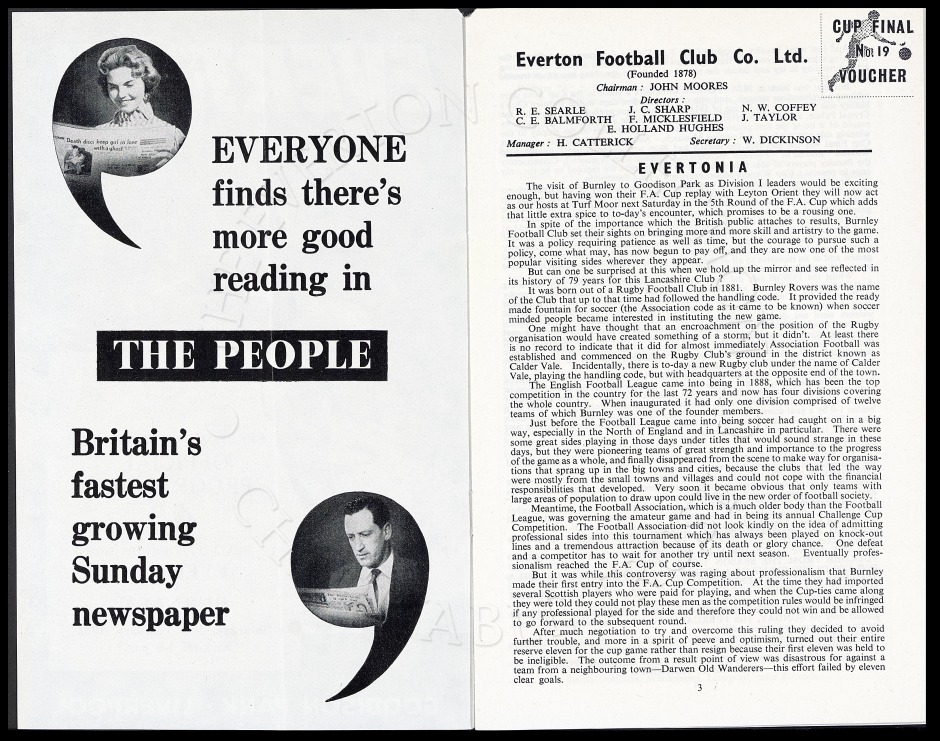 Death discs keep girl in love
with a ghost
EVERYONE
finds there's
more good
reading in
THE PEOPLE
Britain's
fastest
growing
Sunday
newspaper
CUP FINAL
No. 19
VOUCHER
Everton Football Club Co. Ltd.
(Founded 1878)
Chairman : JOHN MOORES
Directors :
R. E. SEARLE J. C. SHARP N. W. COFFEY
C. E. BALMFORTH F. MICKLESFIELD J. TAYLOR
E. HOLLAND HUGHES
Manager : H. CATTERICK Secretary : W. DICKINSON
EVERTONIA
The visit of Burnley to Goodison Park as Division I leaders would be exciting
enough, but having won their F.A. Cup replay with Leyton Orient they will now act
as our hosts at Turf Moor next Saturday in the 5th Round of the F.A. Cup which adds
that little extra spice to to-day's encounter, which promises to be a rousing one.
In spite of the importance which the British public attaches to results, Burnley
Football Club set their sights on bringing more and more skill and artistry to the game.
It was a policy requiring patience as well as time, but the courage to pursue such a
policy, come what may, has now begun to pay off, and they are now one of the most
popular visiting sides wherever they appear.
But can one be surprised at this when we hold up the mirror and see reflected in
its history of 79 years for this Lancashire Club ?
It was born out of a Rugby Football Club in 1881. Burnley Rovers was the name
of the Club that up to that time had followed the handling code. It provided the ready
made fountain for soccer (the Association code as it came to be known) when soccer
minded people became interested in instituting the new game.
One might have thought that an encroachment on the position of the Rugby
organisation would have created something of a storm, but it didn't. At least there
is no record to indicate that it did for almost immediately Association Football was
established and commenced on the Rugby Club's ground in the district known as
Calder Vale. Incidentally, there is to-day a new Rugby club under the name of Calder
Vale, playing the handling code, but with headquarters at the opposite end of the town.
The English Football League came into being in 1888, which has been the top
competition in the country for the last 72 years and now has four divisions covering
the whole country. When inaugurated it had only one division comprised of twelve
teams of which Burnley was one of the founder members.
Just before the Football League came into being soccer had caught on in a big
way, especially in the North of England and in Lancashire in particular. There were
some great sides playing in those days under titles that would sound strange in these
days, but they were pioneering teams of great strength and importance to the progress
of the game as a whole, and finally disappeared from the scene to make way for organisa-
tions that sprang up in the big towns and cities, because the clubs that led the way
were mostly from the small towns and villages and could not cope with the financial
responsibilities that developed. Very soon it became obvious that only teams with
large areas of population to draw upon could live in the new order of football society.
Meantime, the Football Association, which is a much older body than the Football
League, was governing the amateur game and had in being its annual Challenge Cup
Competition. The Football Association did not look kindly on the idea of admitting
professional sides into this tournament which has always been played on knock-out
lines and a tremendous attraction because of its death or glory chance. One defeat
and a competitor has to wait for another try until next season. Eventually profes-
sionalism reached the F.A. Cup of course.
But it was while this controversy was raging about professionalism that Burnley
made their first entry into the F.A. Cup Competition. At the time they had imported
several Scottish players who were paid for playing, and when the Cup-ties came along
they were told they could not play these men as the competition rules would be infringed
if any professional played for the side and therefore they could not win and be allowed
to go forward to the subsequent round.
After much negotiation to try and overcome this ruling they decided to avoid
further trouble, and more in a spirit of peeve and optimism, turned out their entire
reserve eleven for the cup game rather than resign because their first eleven was held to
be ineligible. The outcome from a result point of view was disastrous for against a
team from a neighbouring town—Darwen Old Wanderers—this effort failed by eleven
clear goals.
3